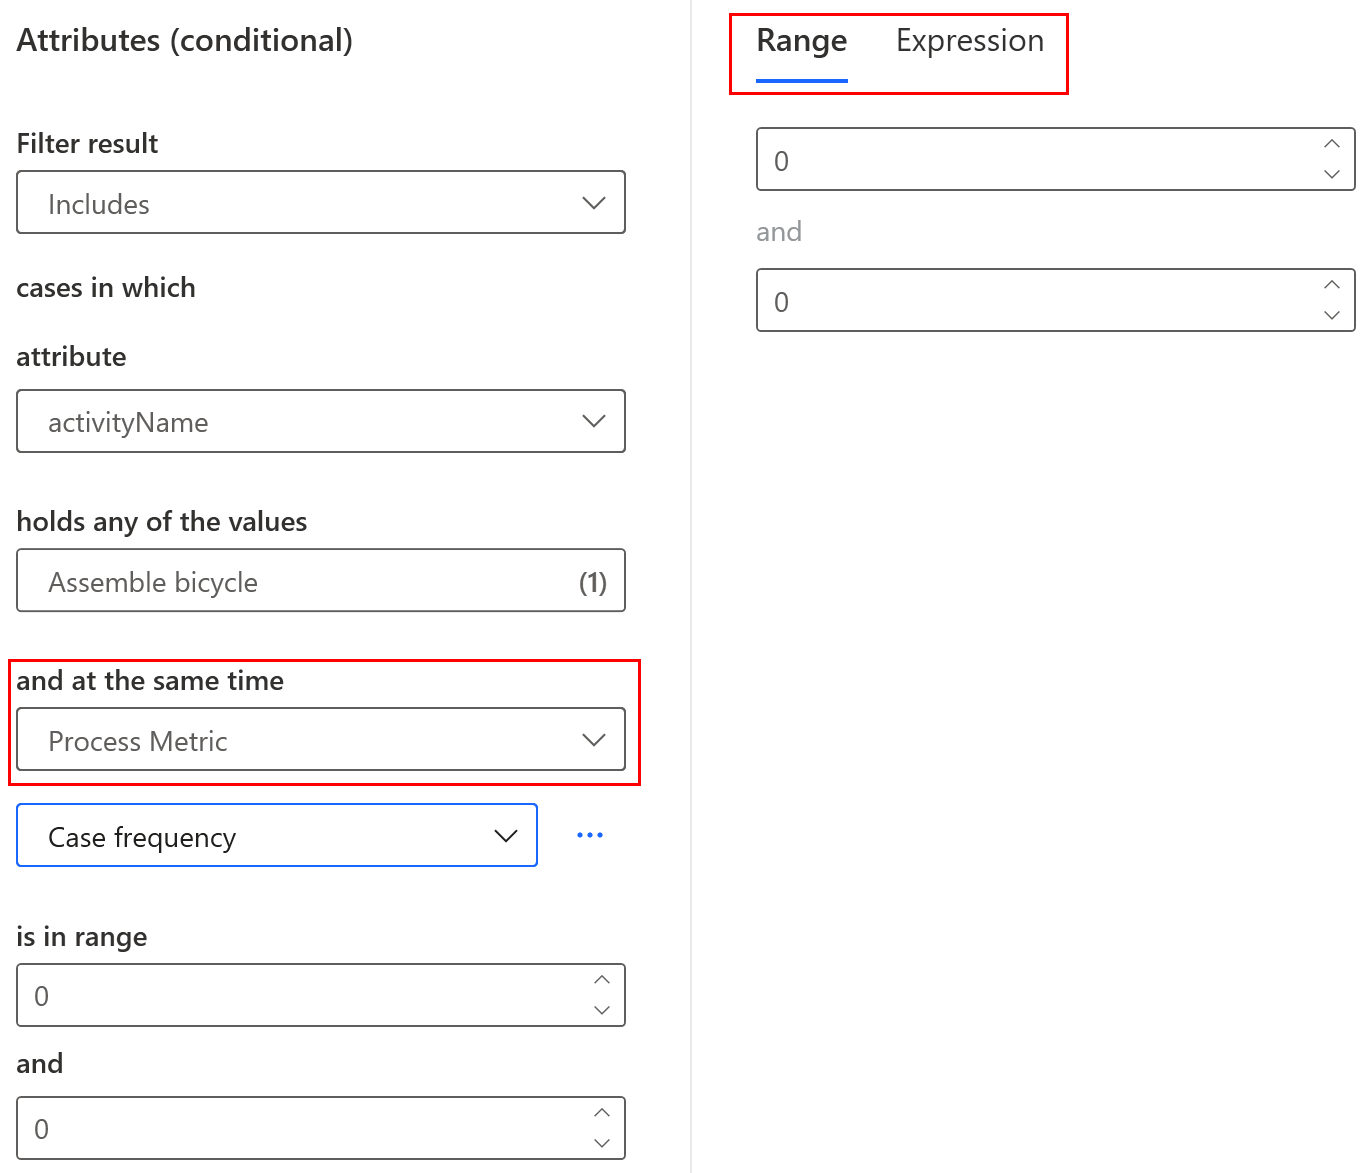 Attributes (conditional)
Filter result
Includes
cases in which
attribute
activityName
holds any of the values
Assemble bicycle (1)
and at the same time
Process Metric
Case frequency
is in range
0
and
0
Range Expression
0
and
0